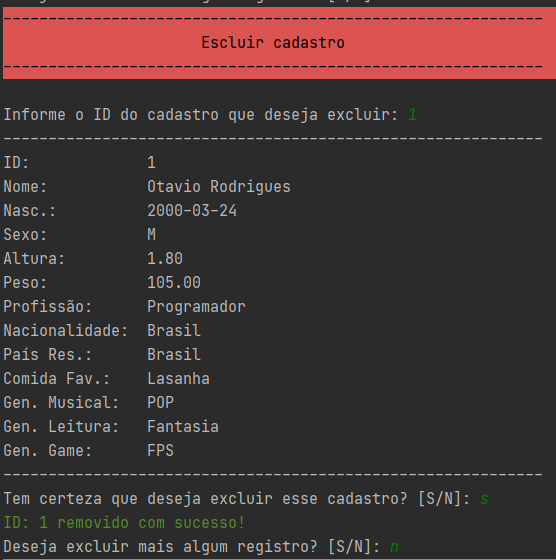 ------------------------------------------------------------
Escluir cadastro
------------------------------------------------------------
Informe o ID do cadastro que deseja excluir: 1
------------------------------------------------------------
ID: 1
Nome: Otavio Rodrigues
Nasc.: 2000-03-24
Sexo: M
Altura: 1.80
Peso: 105.00
Profissão: Programador
Nacionalidade: Brasil
País Res.: Brasil
Comida Fav.: Lasanha
Gen. Musical: POP
Gen. Leitura: Fantasia
Gen. Game: FPS
------------------------------------------------------------
Tem certeza que deseja excluir esse cadastro? [S/N]: s
ID: 1 removido com sucesso!
Deseja excluir mais algum registro? [S/N]: n